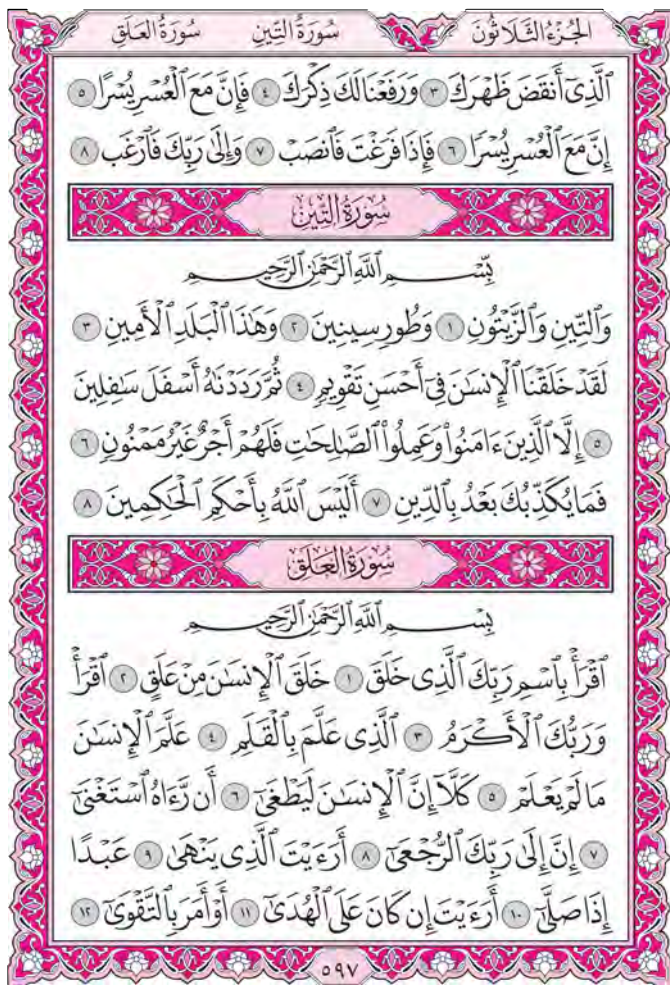 الجُزْءُ الثَّلَاثُونَ سُورَةُ التِّينِ سُورَةُ العَلَقِ
ٱلَّذِىٓ أَنقَضَ ظَهْرَكَ ٣ وَرَفَعْنَا لَكَ ذِكْرَكَ ٤ فَإِنَّ مَعَ ٱلْعُسْرِ يُسْرًا ٥
إِنَّ مَعَ ٱلْعُسْرِ يُسْرًا ٦ فَإِذَا فَرَغْتَ فَٱنصَبْ ٧ وَإِلَىٰ رَبِّكَ فَٱرْغَب ٨
سُورَةُ التِّينِ
بِّسْمِ ٱللَّهِ ٱلرَّحْمَٰنِ ٱلرَّحِيمِ
وَٱلتِّينِ وَٱلزَّيْتُونِ ١ وَطُورِ سِينِينَ ٢ وَهَٰذَا ٱلْبَلَدِ ٱلْأَمِينِ ٣
لَقَدْ خَلَقْنَا ٱلْإِنسَٰنَ فِىٓ أَحْسَنِ تَقْوِيمٍ ٤ ثُمَّ رَدَدْنَٰهُ أَسْفَلَ سَٰفِلِينَ
٥ إِلَّا ٱلَّذِينَ ءَامَنُوا۟ وَعَمِلُوا۟ ٱلصَّٰلِحَٰتِ فَلَهُمْ أَجْرٌ غَيْرُ مَمْنُونٍ ٦
فَمَا يُكَذِّبُكَ بَعْدُ بِٱلدِّينِ ٧ أَلَيْسَ ٱللَّهُ بِأَحْكَمِ ٱلْحَٰكِمِينَ ٨
سُورَةُ العَلَقِ
بِسْمِ ٱللَّهِ ٱلرَّحْمَٰنِ ٱلرَّحِيمِ
ٱقْرَأْ بِٱسْمِ رَبِّكَ ٱلَّذِى خَلَقَ ١ خَلَقَ ٱلْإِنسَٰنَ مِنْ عَلَقٍ ٢ ٱقْرَأْ
وَرَبُّكَ ٱلْأَكْرَمُ ٣ ٱلَّذِى عَلَّمَ بِٱلْقَلَمِ ٤ عَلَّمَ ٱلْإِنسَٰنَ
مَا لَمْ يَعْلَمْ ٥ كَلَّآ إِنَّ ٱلْإِنسَٰنَ لَيَطْغَىٰٓ ٦ أَن رَّءَاهُ ٱسْتَغْنَىٰٓ
٧ إِنَّ إِلَىٰ رَبِّكَ ٱلرُّجْعَىٰٓ ٨ أَرَءَيْتَ ٱلَّذِى يَنْهَىٰ ٩ عَبْدًا
إِذَا صَلَّىٰٓ ١٠ أَرَءَيْتَ إِن كَانَ عَلَى ٱلْهُدَىٰٓ ١١ أَوْ أَمَرَ بِٱلتَّقْوَىٰٓ ١٢
٥٩٧